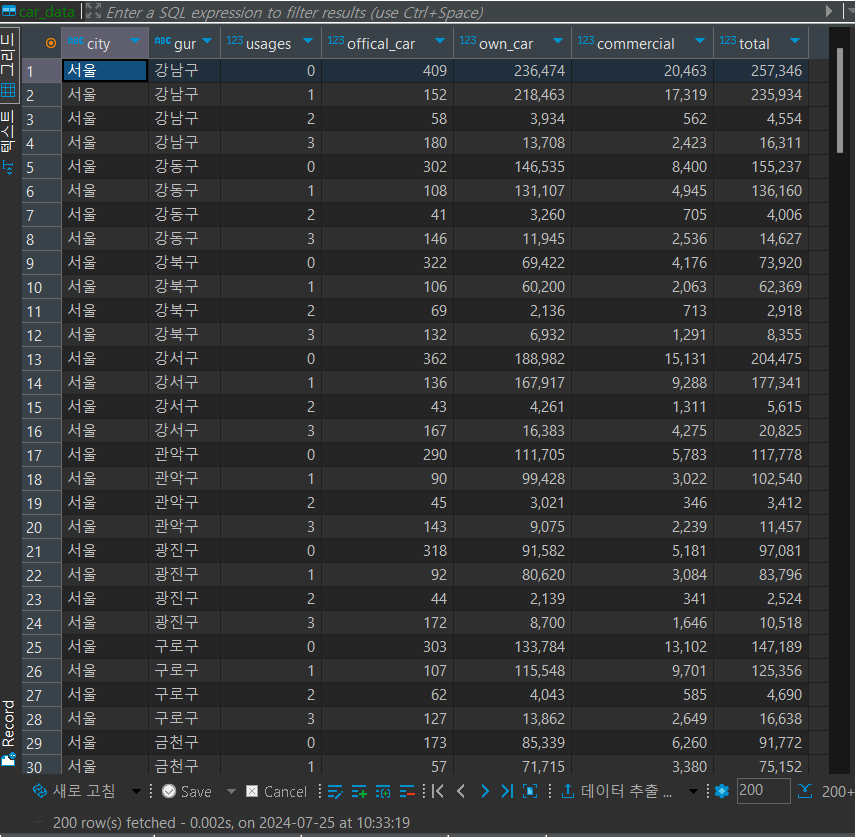 car_data Enter a SQL expression to filter results (use Ctrl+Space)
그리드
텍스트
Record
ABC city ABC gur 123 usages 123 offical_car 123 own_car 123 commercial 123 total
1 서울 강남구 0 409 236,474 20,463 257,346
2 서울 강남구 1 152 218,463 17,319 235,934
3 서울 강남구 2 58 3,934 562 4,554
4 서울 강남구 3 180 13,708 2,423 16,311
5 서울 강동구 0 302 146,535 8,400 155,237
6 서울 강동구 1 108 131,107 4,945 136,160
7 서울 강동구 2 41 3,260 705 4,006
8 서울 강동구 3 146 11,945 2,536 14,627
9 서울 강북구 0 322 69,422 4,176 73,920
10 서울 강북구 1 106 60,200 2,063 62,369
11 서울 강북구 2 69 2,136 713 2,918
12 서울 강북구 3 132 6,932 1,291 8,355
13 서울 강서구 0 362 188,982 15,131 204,475
14 서울 강서구 1 136 167,917 9,288 177,341
15 서울 강서구 2 43 4,261 1,311 5,615
16 서울 강서구 3 167 16,383 4,275 20,825
17 서울 관악구 0 290 111,705 5,783 117,778
18 서울 관악구 1 90 99,428 3,022 102,540
19 서울 관악구 2 45 3,021 346 3,412
20 서울 관악구 3 143 9,075 2,239 11,457
21 서울 광진구 0 318 91,582 5,181 97,081
22 서울 광진구 1 92 80,620 3,084 83,796
23 서울 광진구 2 44 2,139 341 2,524
24 서울 광진구 3 172 8,700 1,646 10,518
25 서울 구로구 0 303 133,784 13,102 147,189
26 서울 구로구 1 107 115,548 9,701 125,356
27 서울 구로구 2 62 4,043 585 4,690
28 서울 구로구 3 127 13,862 2,649 16,638
29 서울 금천구 0 173 85,339 6,260 91,772
30 서울 금천구 1 57 71,715 3,380 75,152
새로 고침 Save Cancel 데이터 추출 ... 200 200+
200 row(s) fetched - 0.002s, on 2024-07-25 at 10:33:19